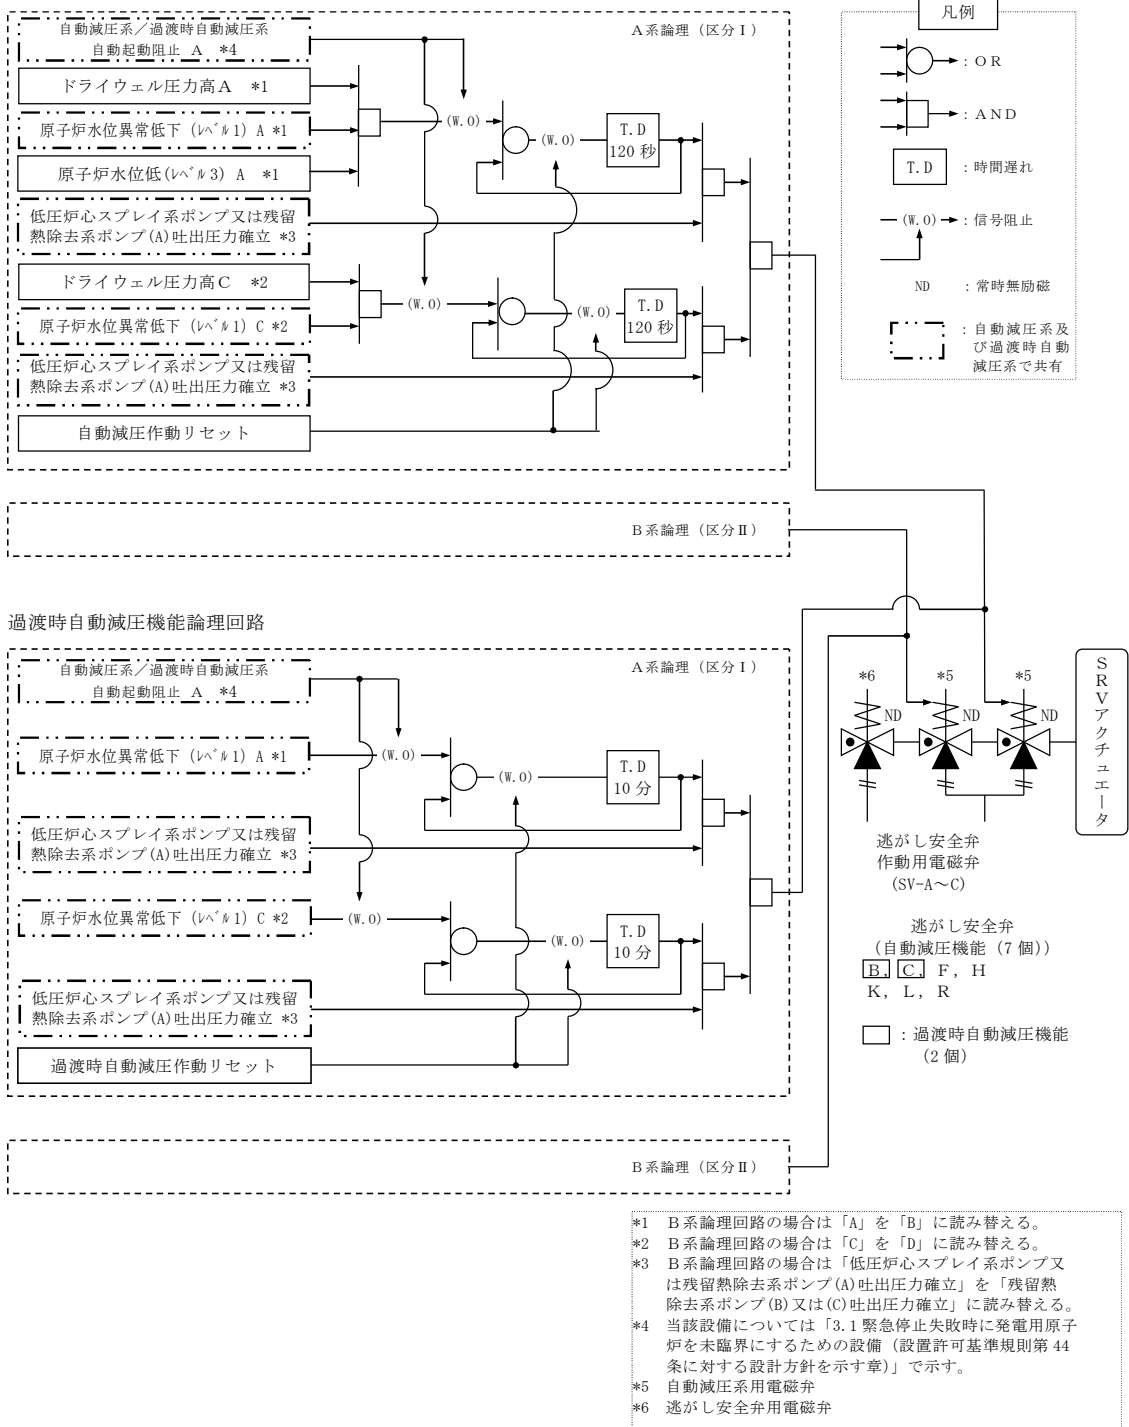 自動減圧系／過渡時自動減圧系
自動起動阻止 Ａ *4
ドライウェル圧力高Ａ *1
原子炉水位異常低下（ﾚﾍﾞﾙ1）A *1
原子炉水位低(ﾚﾍﾞﾙ3) A *1
低圧炉心スプレイ系ポンプ又は残留
熱除去系ポンプ(A)吐出圧力確立 *3
ドライウェル圧力高Ｃ *2
原子炉水位異常低下（ﾚﾍﾞﾙ1）C *2
低圧炉心スプレイ系ポンプ又は残留
熱除去系ポンプ(A)吐出圧力確立 *3
自動減圧作動リセット
Ａ系論理（区分Ⅰ）
(W.O)
(W.O)
T.D
120 秒
(W.O)
(W.O)
T.D
120 秒
凡例
：ＯＲ
：ＡＮＤ
T.D
：時間遅れ
(W.O)
：信号阻止
ND
：常時無励磁
：自動減圧系及
び過渡時自動
減圧系で共有
Ｂ系論理（区分Ⅱ）
過渡時自動減圧機能論理回路
自動減圧系／過渡時自動減圧系
自動起動阻止 Ａ *4
原子炉水位異常低下（ﾚﾍﾞﾙ1）A *1
低圧炉心スプレイ系ポンプ又は残留
熱除去系ポンプ(A)吐出圧力確立 *3
原子炉水位異常低下（ﾚﾍﾞﾙ1）C *2
低圧炉心スプレイ系ポンプ又は残留
熱除去系ポンプ(A)吐出圧力確立 *3
過渡時自動減圧作動リセット
Ａ系論理（区分Ⅰ）
(W.O)
(W.O)
T.D
10 分
(W.O)
(W.O)
T.D
10 分
Ｂ系論理（区分Ⅱ）
*6
*5
*5
ND
ND
ND
ＳＲＶアクチュエータ
逃がし安全弁
作動用電磁弁
(SV-A～C)
逃がし安全弁
（自動減圧機能（7 個））
Ｂ，Ｃ，Ｆ，Ｈ
Ｋ，Ｌ，Ｒ
：過渡時自動減圧機能
（2 個）
*1 Ｂ系論理回路の場合は「A」を「B」に読み替える。
*2 Ｂ系論理回路の場合は「C」を「D」に読み替える。
*3 Ｂ系論理回路の場合は「低圧炉心スプレイ系ポンプ又
は残留熱除去系ポンプ(A)吐出圧力確立」を「残留熱
除去系ポンプ(B)又は(C)吐出圧力確立」に読み替える。
*4 当該設備については「3.1 緊急停止失敗時に発電用原子
炉を未臨界にするための設備（設置許可基準規則第 44
条に対する設計方針を示す章）」で示す。
*5 自動減圧系用電磁弁
*6 逃がし安全弁用電磁弁